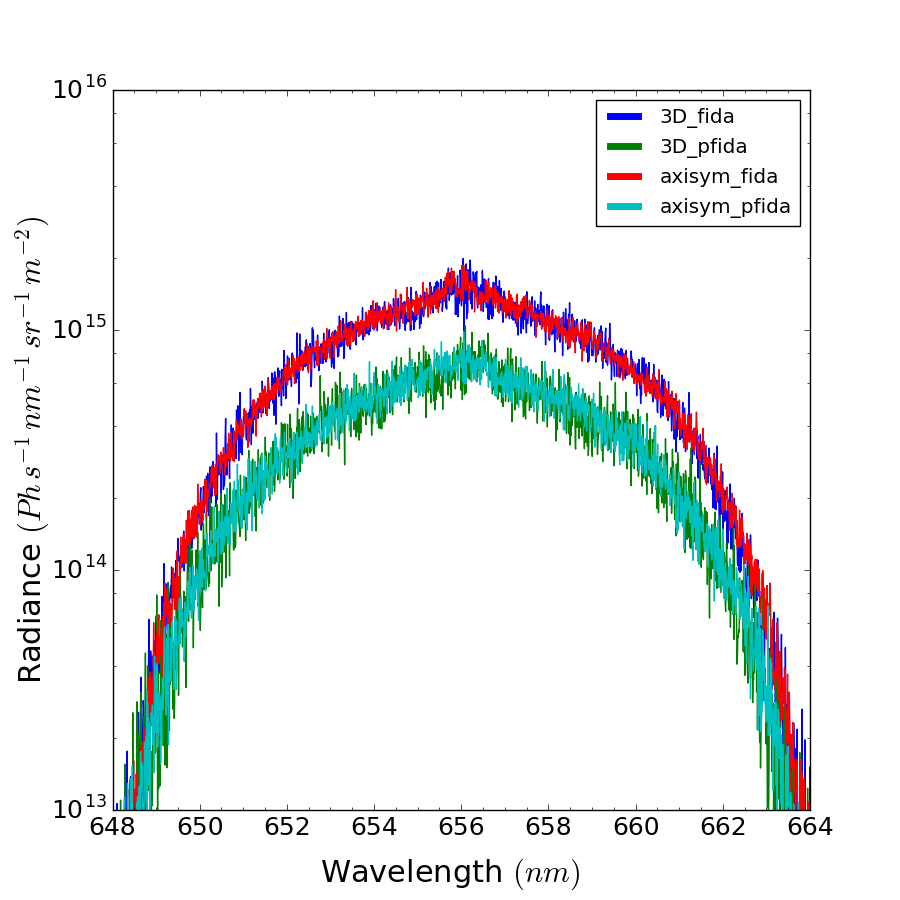 10^16
10^15
10^14
10^13
Radiance (Ph s^−1 nm^−1 sr^−1 m^−2)
3D_fida
3D_pfida
axisym_fida
axisym_pfida
648 650 652 654 656 658 660 662 664
Wavelength (nm)